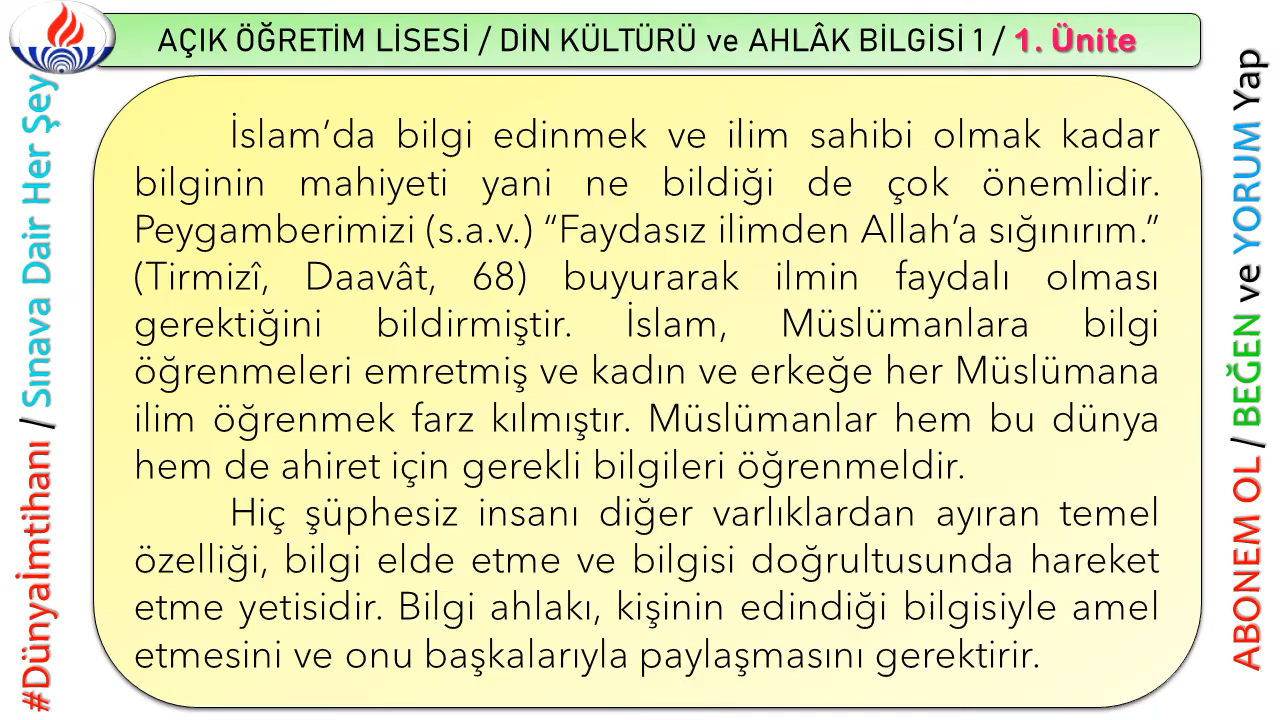 AÇIK ÖĞRETİM LİSESİ / DİN KÜLTÜRÜ ve AHLÂK BİLGİSİ 1 / 1. Ünite
#Dünyaİmtihanı / Sınava Dair Her Şey
İslam’da bilgi edinmek ve ilim sahibi olmak kadar
bilginin mahiyeti yani ne bildiği de çok önemlidir.
Peygamberimizi (s.a.v.) “Faydasız ilimden Allah’a sığınırım.”
(Tirmizî, Daavât, 68) buyurarak ilmin faydalı olması
gerektiğini bildirmiştir. İslam, Müslümanlara bilgi
öğrenmeleri emretmiş ve kadın ve erkeğe her Müslümana
ilim öğrenmek farz kılmıştır. Müslümanlar hem bu dünya
hem de ahiret için gerekli bilgileri öğrenmeldir.
Hiç şüphesiz insanı diğer varlıklardan ayıran temel
özelliği, bilgi elde etme ve bilgisi doğrultusunda hareket
etme yetisidir. Bilgi ahlakı, kişinin edindiği bilgisiyle amel
etmesini ve onu başkalarıyla paylaşmasını gerektirir.
ABONEM OL / BEĞEN ve YORUM Yap